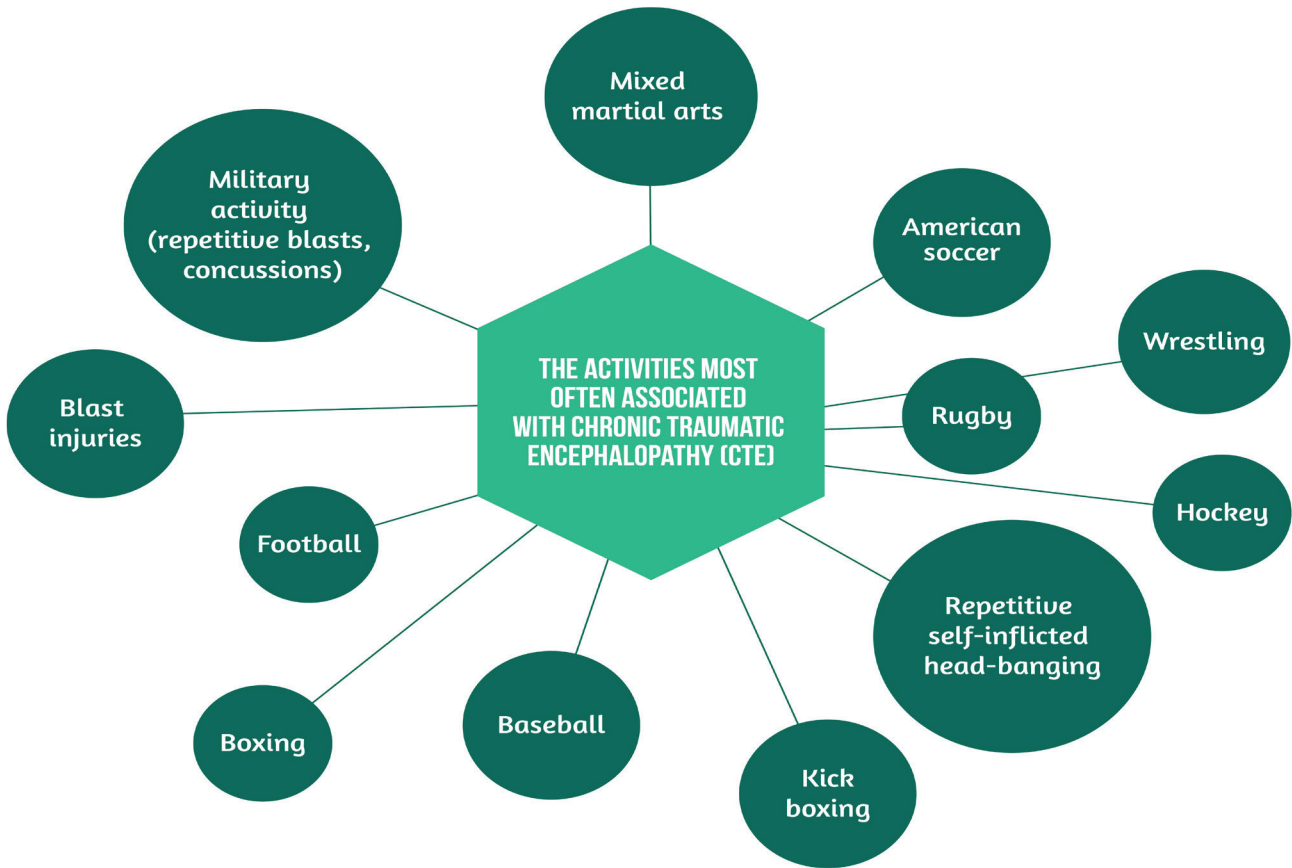 Mixed
martial arts
Military
activity
(repetitive blasts,
concussions)
American
soccer
Wrestling
THE ACTIVITIES MOST
OFTEN ASSOCIATED
WITH CHRONIC TRAUMATIC
ENCEPHALOPATHY (CTE)
Blast
injuries
Rugby
Hockey
Football
Repetitive
self-inflicted
head-banging
Boxing
Baseball
Kick
boxing